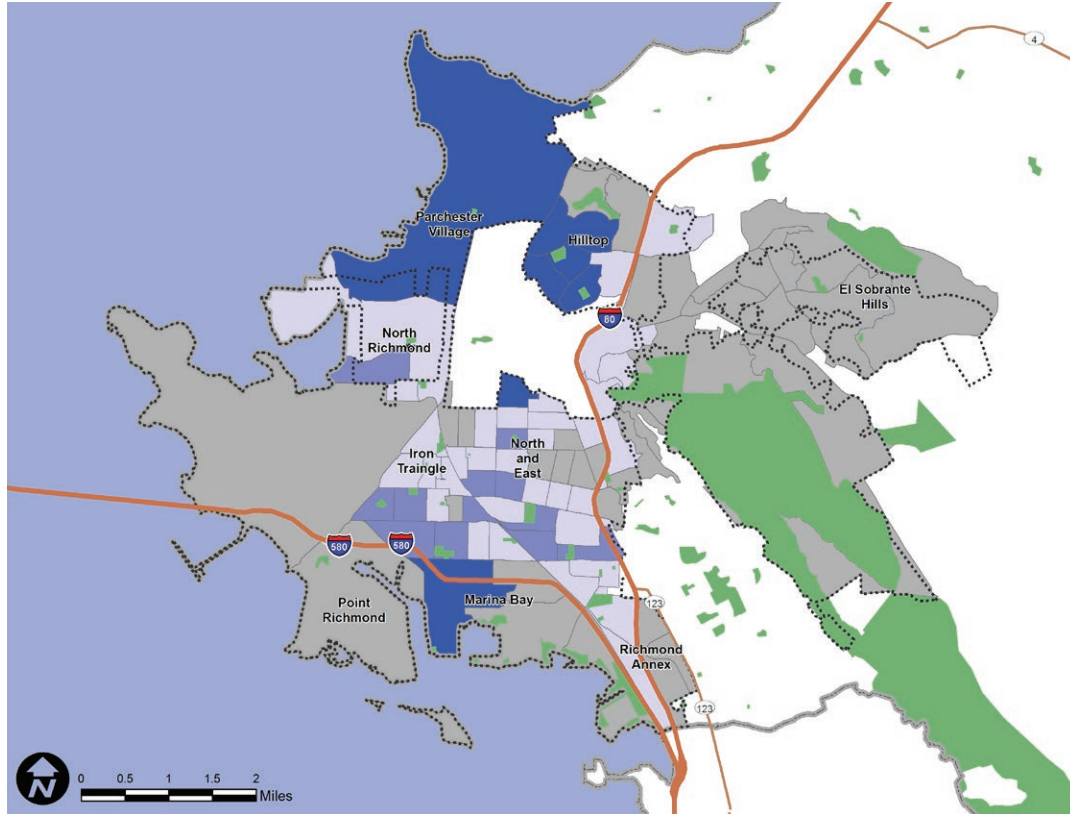 4
Parchester
Village
Hilltop
El Sobrante
Hills
80
North
Richmond
Iron
Traingle
North
and
East
580
580
Marina Bay
123
Point
Richmond
Richmond
Annex
123
N
0 0.5 1 1.5 2
Miles